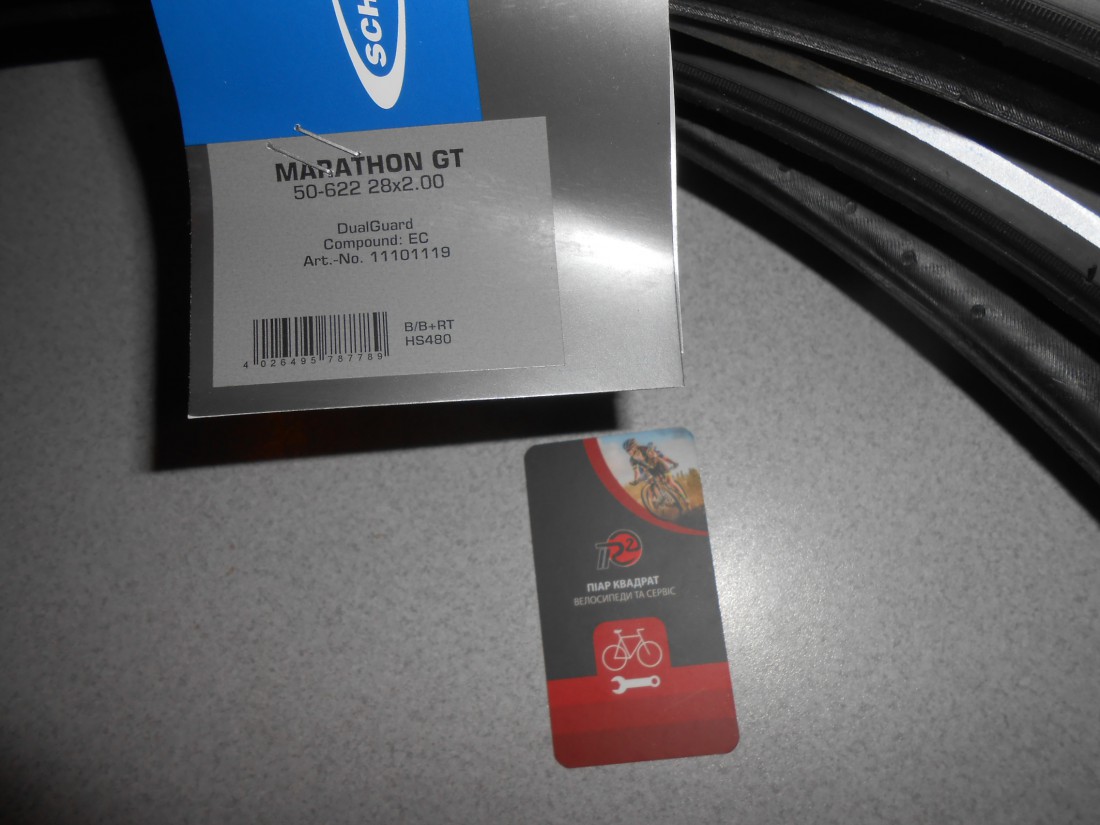 SCH
MARATHON GT
50-622 28x2.00
DualGuard
Compound: EC
Art.-No. 11101119
B/B+RT
HS480
4 026495 787789
ПІАР КВАДРАТ
ВЕЛОСИПЕДИ ТА СЕРВІС